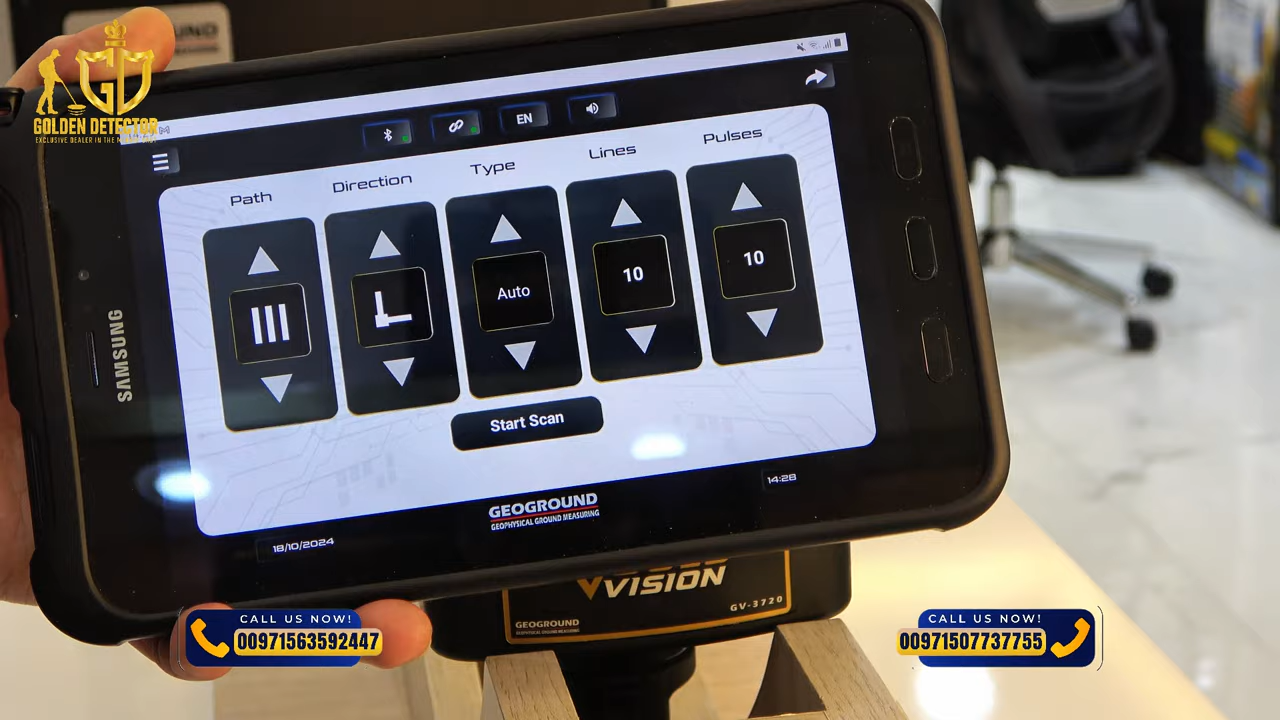 GOLDEN DETECTOR
EN
Path
Direction
Type
Lines
Pulses
Auto
10
10
Start Scan
SAMSUNG
GEOGROUND
GEOPHYSICAL GROUND MEASURING
14:28
18/10/2024
VISION
GV-3720
GEOGROUND
GEOPHYSICAL GROUND MEASURING
CALL US NOW!
00971563592447
CALL US NOW!
00971507737755